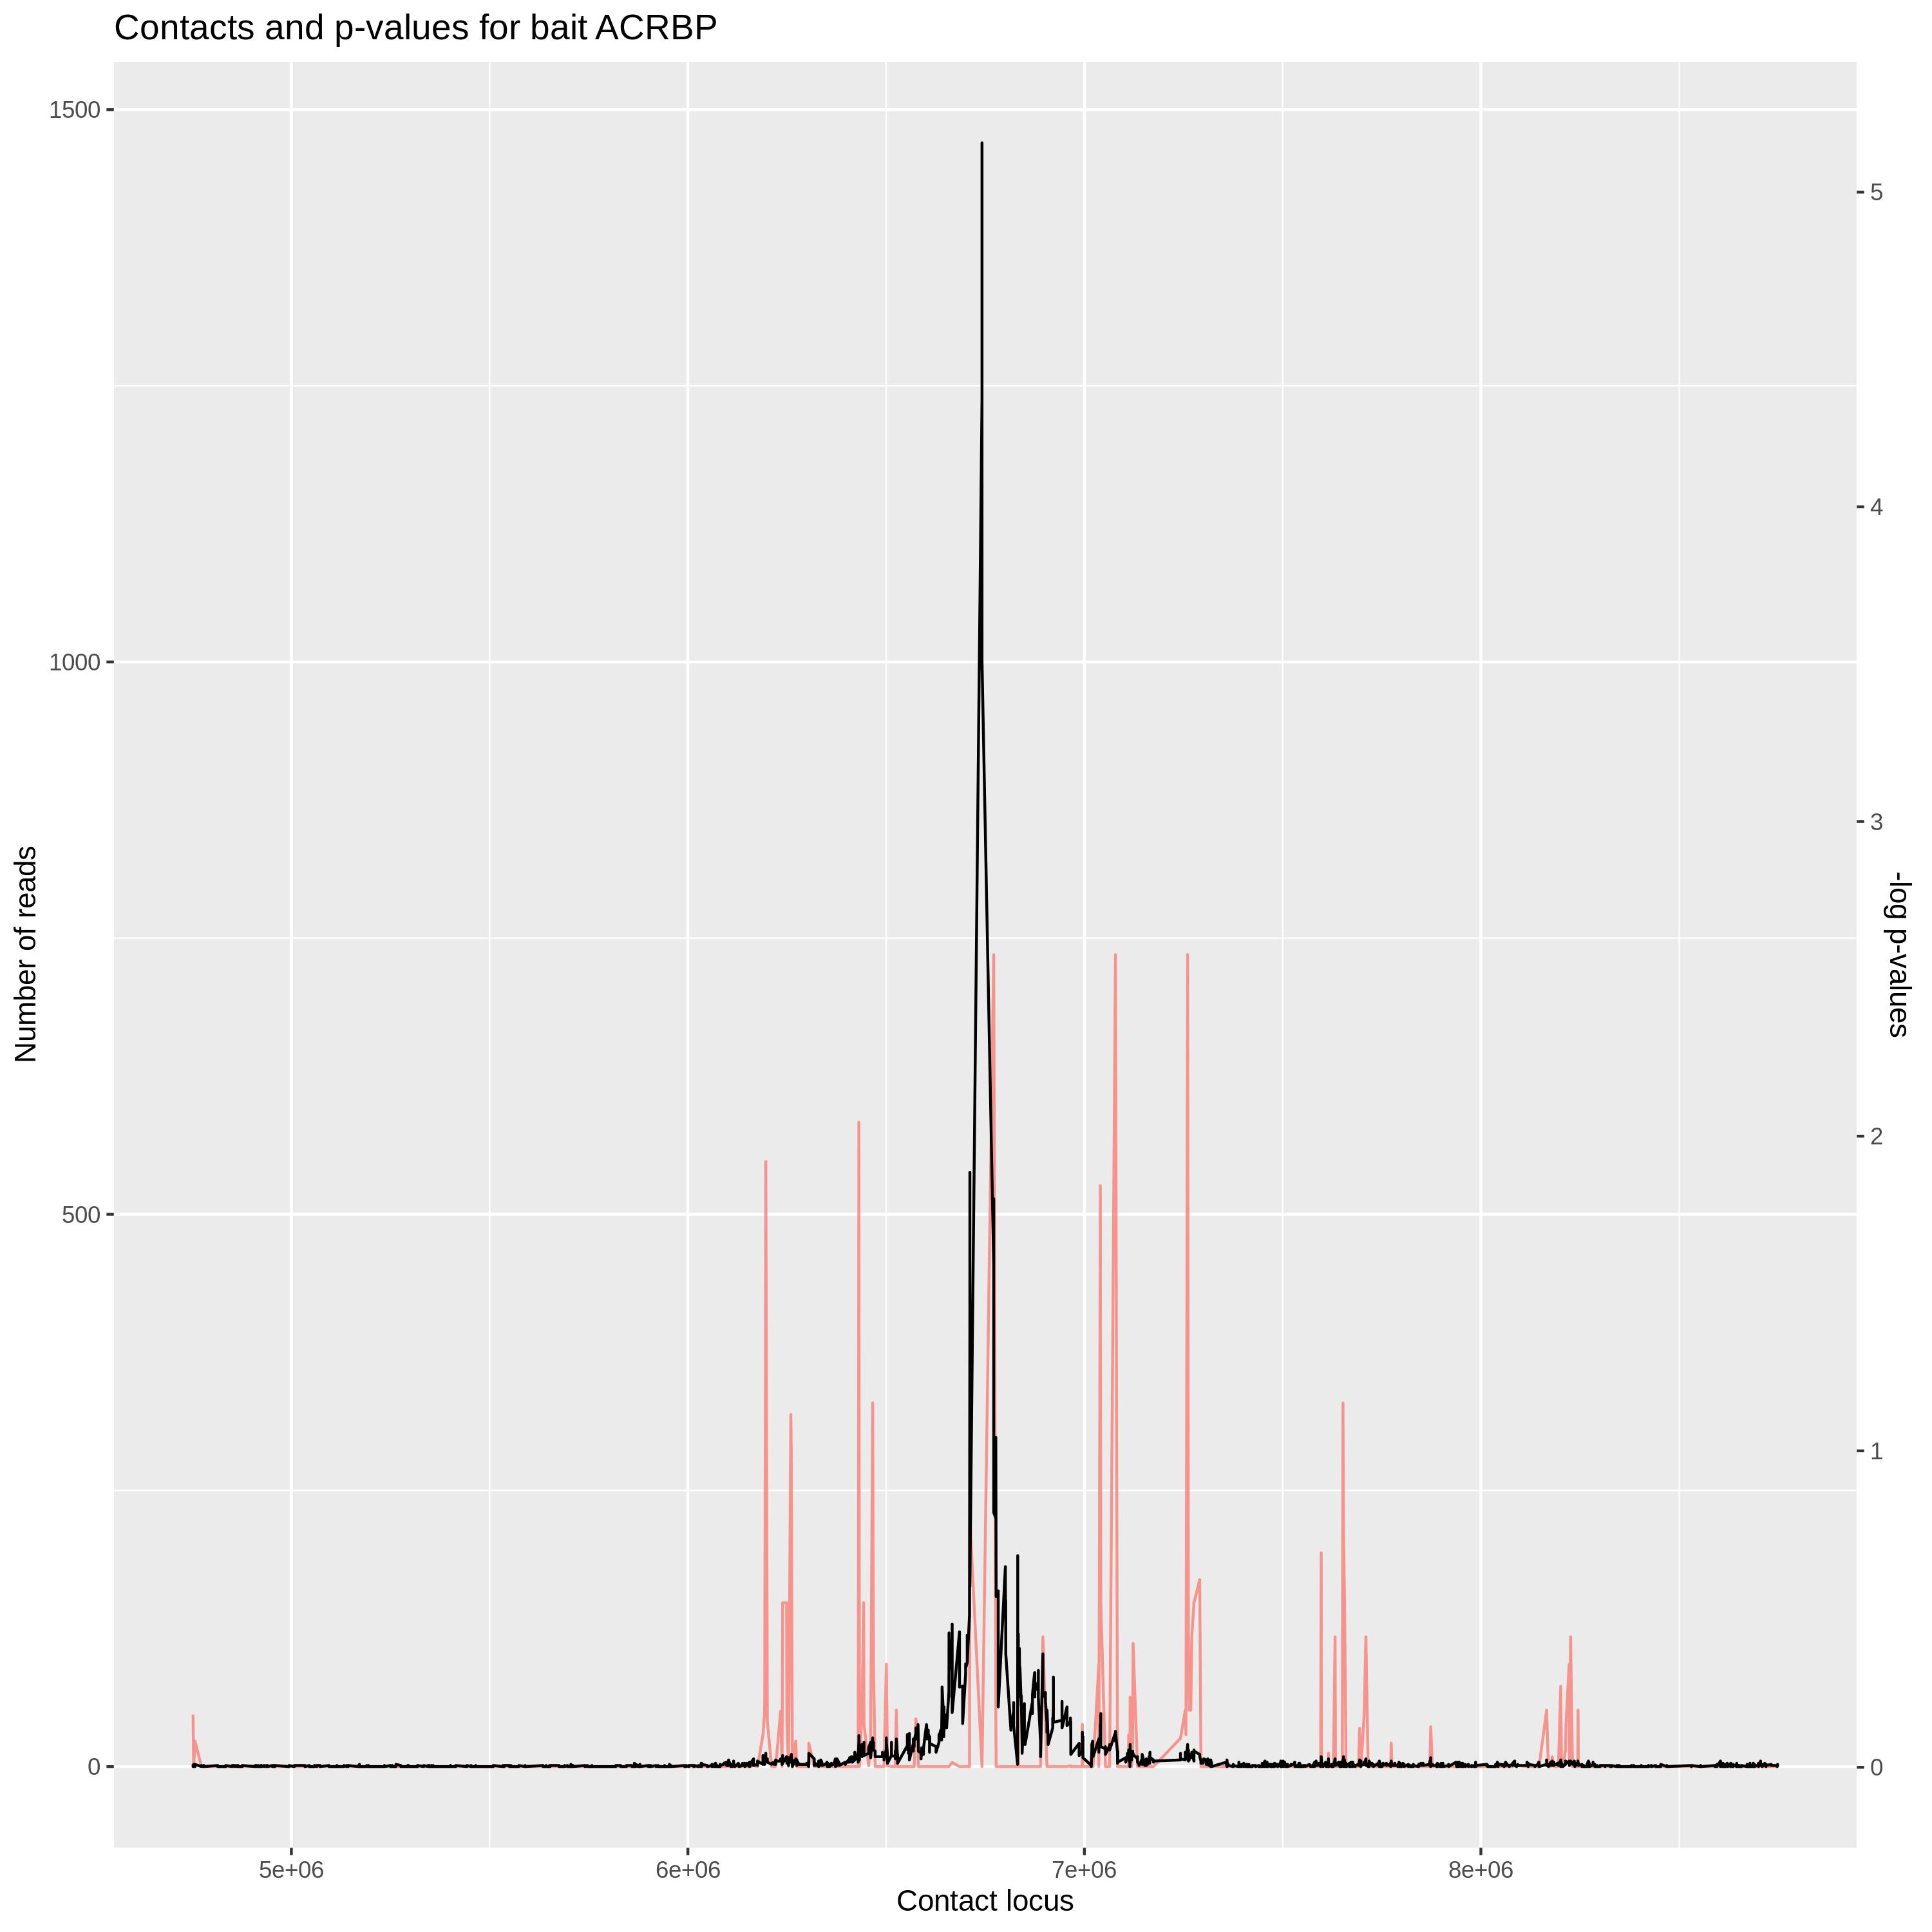 Contacts and p-values for bait ACRBP
1500
1000
500
0
Number of reads
5
4
3
2
1
0
-log p-values
5e+06
6e+06
7e+06
8e+06
Contact locus